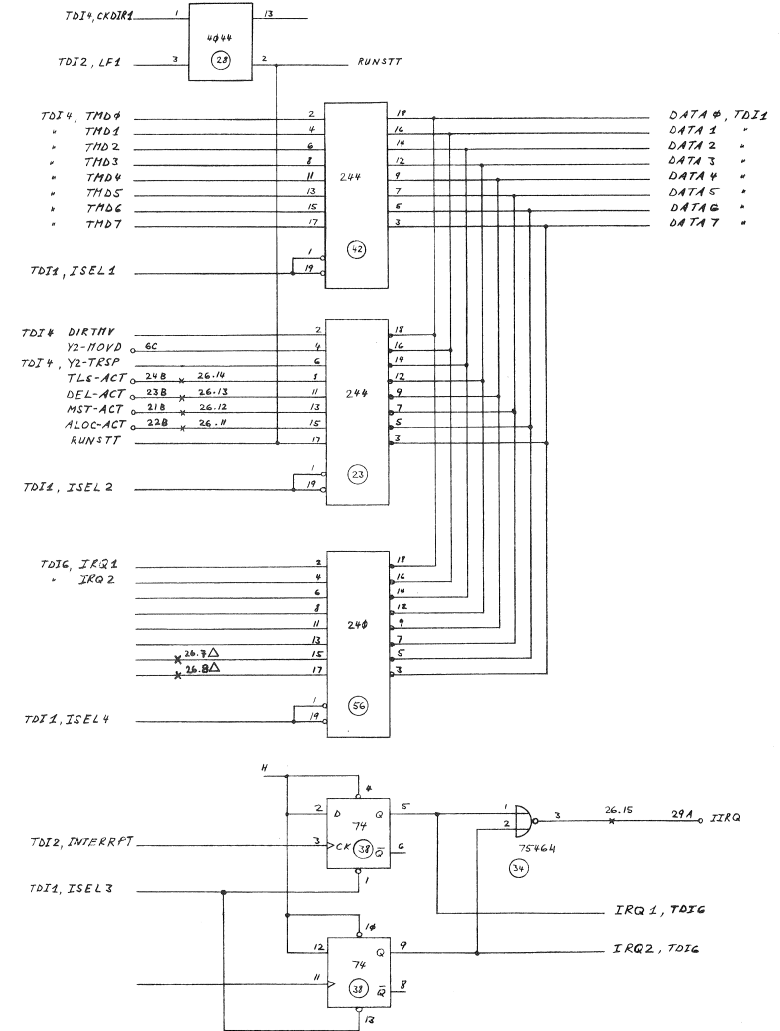 TDI4, CKDIR1 1 13
4044
28
TDI2, LF1 3 2 RUNSTT
TDI4, TMD0 2 18 DATA 0, TDI1
" TMD1 4 16 DATA 1 "
" TMD2 6 14 DATA 2 "
" TMD3 8 12 DATA 3 "
" TMD4 11 244 9 DATA 4 "
" TMD5 13 7 DATA 5 "
" TMD6 15 5 DATA 6 "
" TMD7 17 3 DATA 7 "
42
1
TDI1, ISEL1 19
TDI4 DIRTMV 2 18
Y2-MOVD 6C 4 16
TDI4, Y2-TRSP 6 14
TLS-ACT 24B 26.14 8 12
DEL-ACT 23B 26.13 11 244 9
MST-ACT 21B 26.12 13 7
ALOC-ACT 22B 26.11 15 5
RUNSTT 17 3
1 23
TDI1, ISEL2 19
TDI6, IRQ1 2 18
" IRQ2 4 16
6 14
8 12
11 240 9
13 7
26.7△ 15 5
26.8△ 17 3
1 56
TDI1, ISEL4 19
H 4
2 D Q 5 1 3 26.15 29A IIRQ
74 2
TDI2, INTERRPT 3 CK 38 Q̅ 6 75464
34
TDI1, ISEL3 1
IRQ1, TDI6
10
12 Q 9 IRQ2, TDI6
74
11 38 Q̅ 8
13